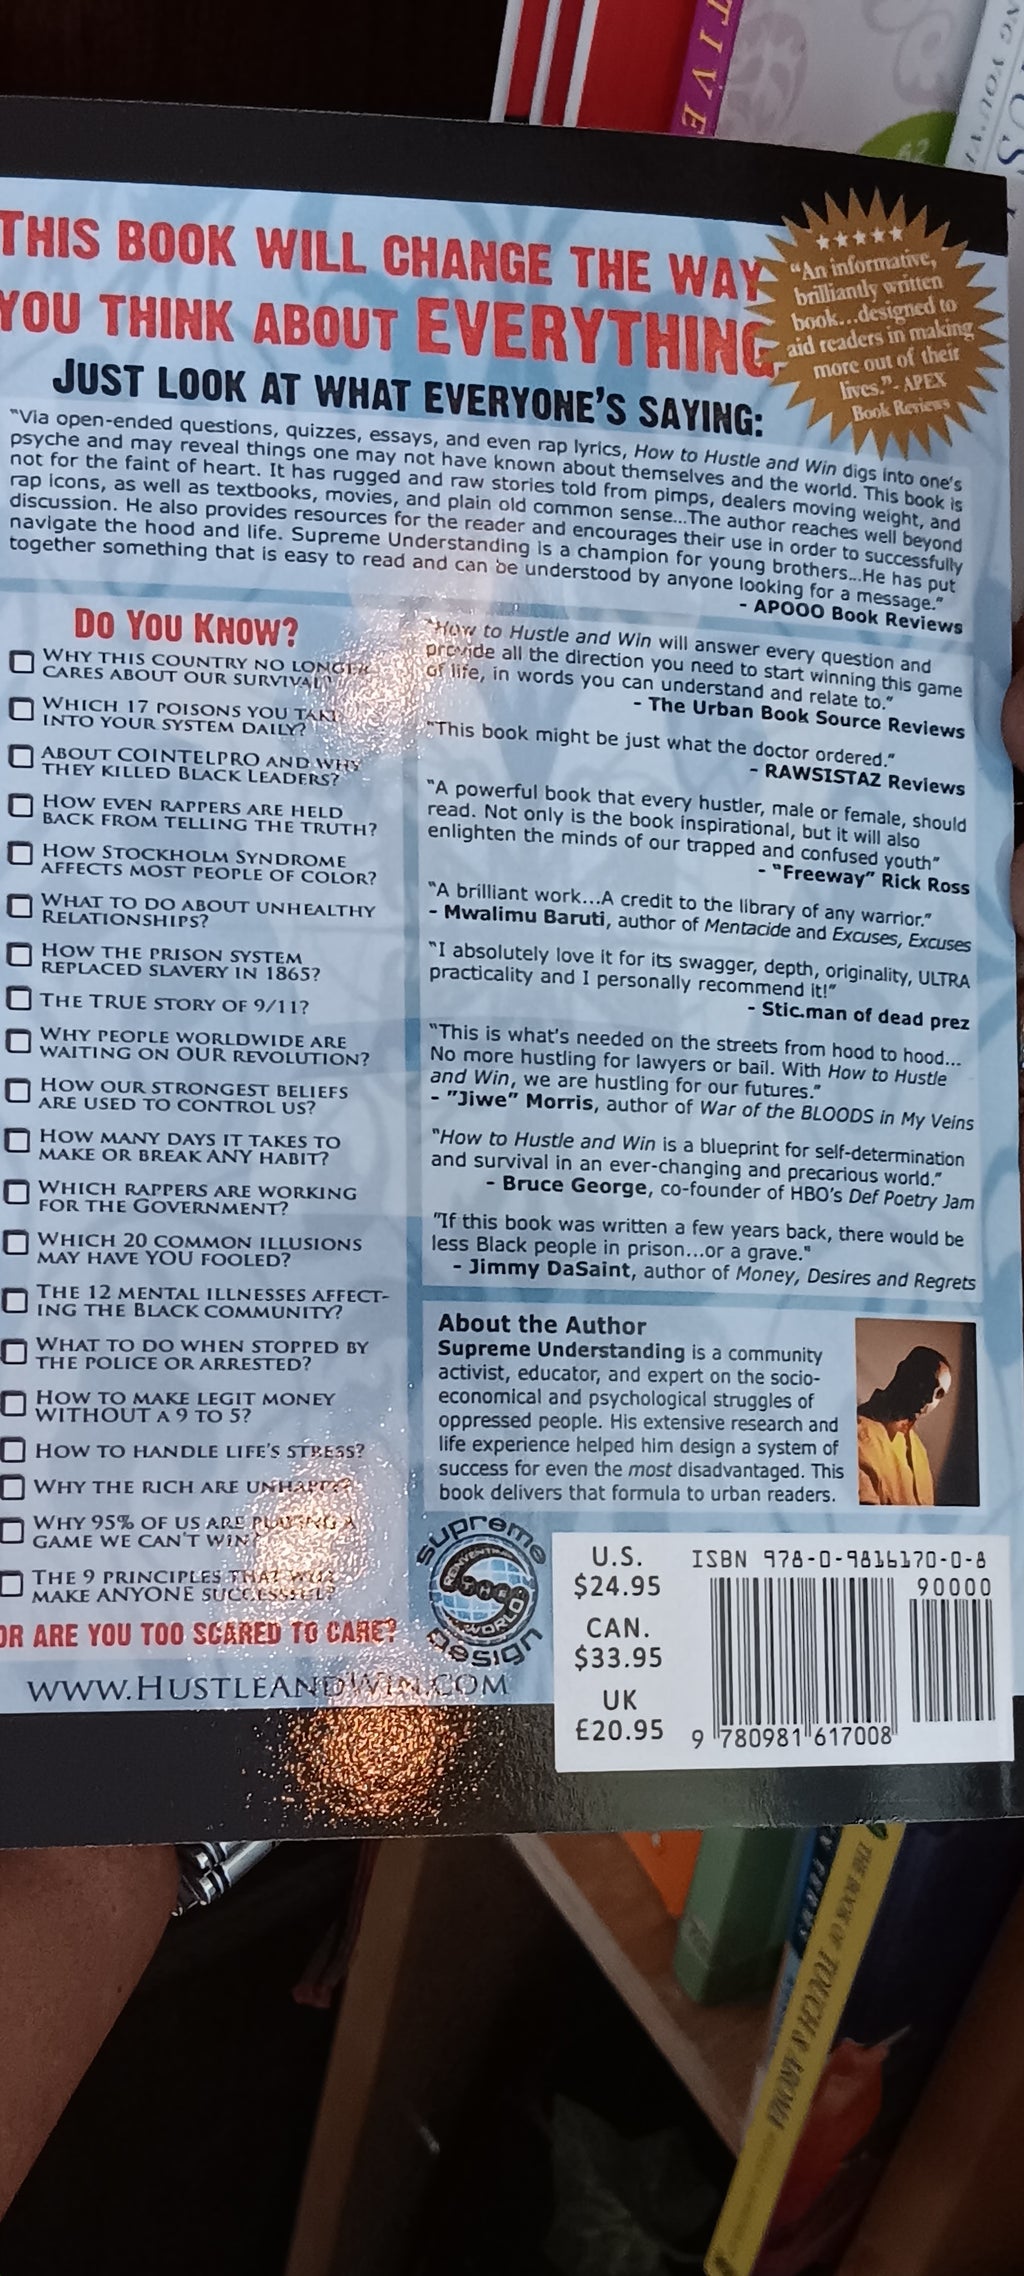 TIVE
THIS BOOK WILL CHANGE THE WAY
YOU THINK ABOUT EVERYTHING
JUST LOOK AT WHAT EVERYONE'S SAYING:
"An informative,
brilliantly written
book...designed to
aid readers in making
more out of their
lives."- APEX
Book Reviews
"Via open-ended questions, quizzes, essays, and even rap lyrics, How to Hustle and Win digs into one's
psyche and may reveal things one may not have known about themselves and the world. This book is
not for the faint of heart. It has rugged and raw stories told from pimps, dealers moving weight, and
rap icons, as well as textbooks, movies, and plain old common sense...The author reaches well beyond
discussion. He also provides resources for the reader and encourages their use in order to successfully
navigate the hood and life. Supreme Understanding is a champion for young brothers...He has put
together something that is easy to read and can be understood by anyone looking for a message."
- APOOO Book Reviews
DO YOU KNOW?
WHY THIS COUNTRY NO LONGER
CARES ABOUT OUR SURVIVAL?
WHICH 17 POISONS YOU TAKE
INTO YOUR SYSTEM DAILY?
ABOUT COINTELPRO AND WHY
THEY KILLED BLACK LEADERS?
HOW EVEN RAPPERS ARE HELD
BACK FROM TELLING THE TRUTH?
HOW STOCKHOLM SYNDROME
AFFECTS MOST PEOPLE OF COLOR?
WHAT TO DO ABOUT UNHEALTHY
RELATIONSHIPS?
HOW THE PRISON SYSTEM
REPLACED SLAVERY IN 1865?
THE TRUE STORY OF 9/11?
WHY PEOPLE WORLDWIDE ARE
WAITING ON OUR REVOLUTION?
HOW OUR STRONGEST BELIEFS
ARE USED TO CONTROL US?
HOW MANY DAYS IT TAKES TO
MAKE OR BREAK ANY HABIT?
WHICH RAPPERS ARE WORKING
FOR THE GOVERNMENT?
WHICH 20 COMMON ILLUSIONS
MAY HAVE YOU FOOLED?
THE 12 MENTAL ILLNESSES AFFECT-
ING THE BLACK COMMUNITY?
WHAT TO DO WHEN STOPPED BY
THE POLICE OR ARRESTED?
HOW TO MAKE LEGIT MONEY
WITHOUT A 9 TO 5?
HOW TO HANDLE LIFE'S STRESS?
WHY THE RICH ARE UNHAPPY?
WHY 95% OF US ARE PLAYING A
GAME WE CAN'T WIN?
THE 9 PRINCIPLES THAT WILL
MAKE ANYONE SUCCESSFUL?
OR ARE YOU TOO SCARED TO CARE?
WWW.HUSTLEANDWIN.COM
"How to Hustle and Win will answer every question and
provide all the direction you need to start winning this game
of life, in words you can understand and relate to."
- The Urban Book Source Reviews
"This book might be just what the doctor ordered."
- RAWSISTAZ Reviews
"A powerful book that every hustler, male or female, should
read. Not only is the book inspirational, but it will also
enlighten the minds of our trapped and confused youth"
- "Freeway" Rick Ross
"A brilliant work...A credit to the library of any warrior."
- Mwalimu Baruti, author of Mentacide and Excuses, Excuses
"I absolutely love it for its swagger, depth, originality, ULTRA
practicality and I personally recommend it!"
- Stic.man of dead prez
"This is what's needed on the streets from hood to hood...
No more hustling for lawyers or bail. With How to Hustle
and Win, we are hustling for our futures."
- "Jiwe" Morris, author of War of the BLOODS in My Veins
"How to Hustle and Win is a blueprint for self-determination
and survival in an ever-changing and precarious world."
- Bruce George, co-founder of HBO's Def Poetry Jam
"If this book was written a few years back, there would be
less Black people in prison...or a grave."
- Jimmy DaSaint, author of Money, Desires and Regrets
About the Author
Supreme Understanding is a community
activist, educator, and expert on the socio-
economical and psychological struggles of
oppressed people. His extensive research and
life experience helped him design a system of
success for even the most disadvantaged. This
book delivers that formula to urban readers.
supreme
THE
WORLD
design
U.S.
$24.95
CAN.
$33.95
UK
£20.95
ISBN 978-0-9816170-0-8
90000
9 780981 617008
THE BOOK OF TOUCH & AROMA